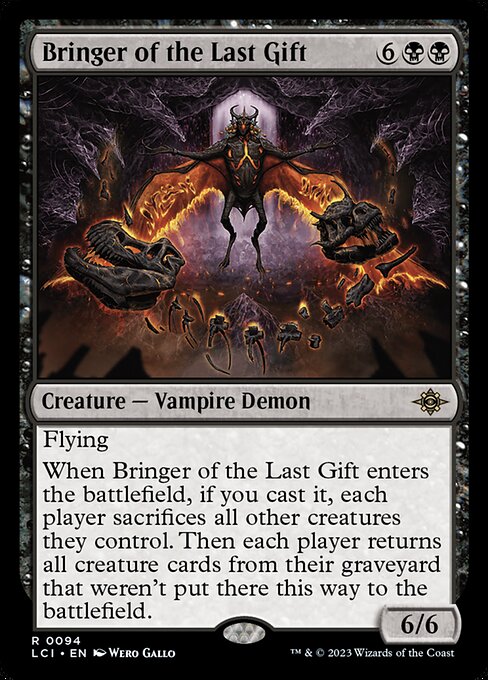 Bringer of the Last Gift 6
Creature — Vampire Demon
Flying
When Bringer of the Last Gift enters
the battlefield, if you cast it, each
player sacrifices all other creatures
they control. Then each player returns
all creature cards from their graveyard
that weren't put there this way to the
battlefield.
6/6
R 0094
LCI • EN Wero Gallo
™ & © 2023 Wizards of the Coast